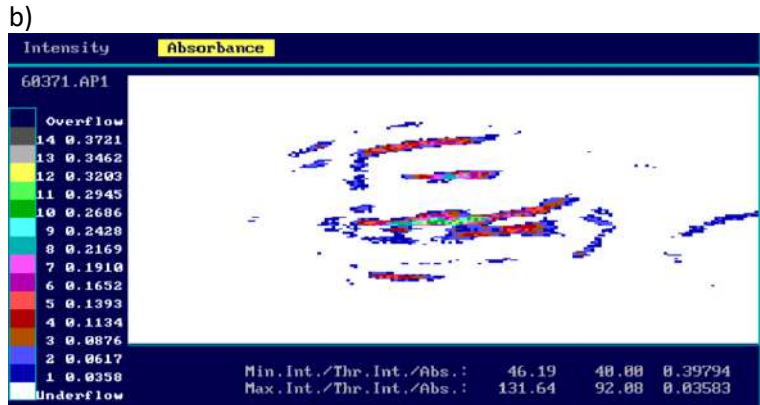 b)
Intensity Absorbance
60371.AP1
Overflow
14 0.3721
13 0.3462
12 0.3203
11 0.2945
10 0.2686
9 0.2428
8 0.2169
7 0.1910
6 0.1652
5 0.1393
4 0.1134
3 0.0876
2 0.0617
1 0.0358
Underflow
Min.Int./Thr.Int./Abs.: 46.19 40.00 0.39794
Max.Int./Thr.Int./Abs.: 131.64 92.08 0.03583